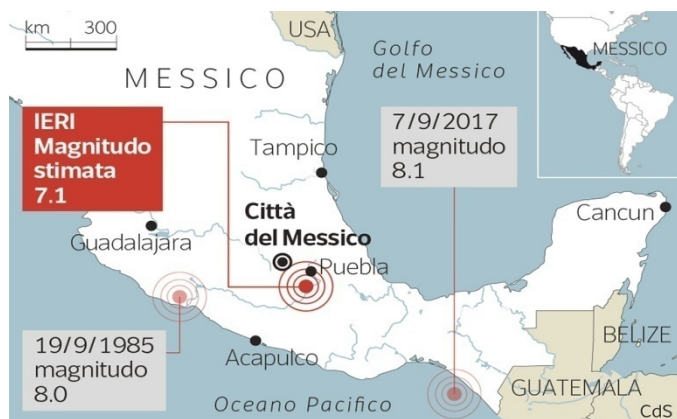 km 300
USA
Golfo
del Messico
MESSICO
MESSICO
IERI
Magnitudo
stimata
7.1
7/9/2017
magnitudo
8.1
Tampico
Cancun
Città
del Messico
Guadalajara
Puebla
19/9/1985
magnitudo
8.0
Acapulco
BELIZE
GUATEMALA
Oceano Pacifico
CdS